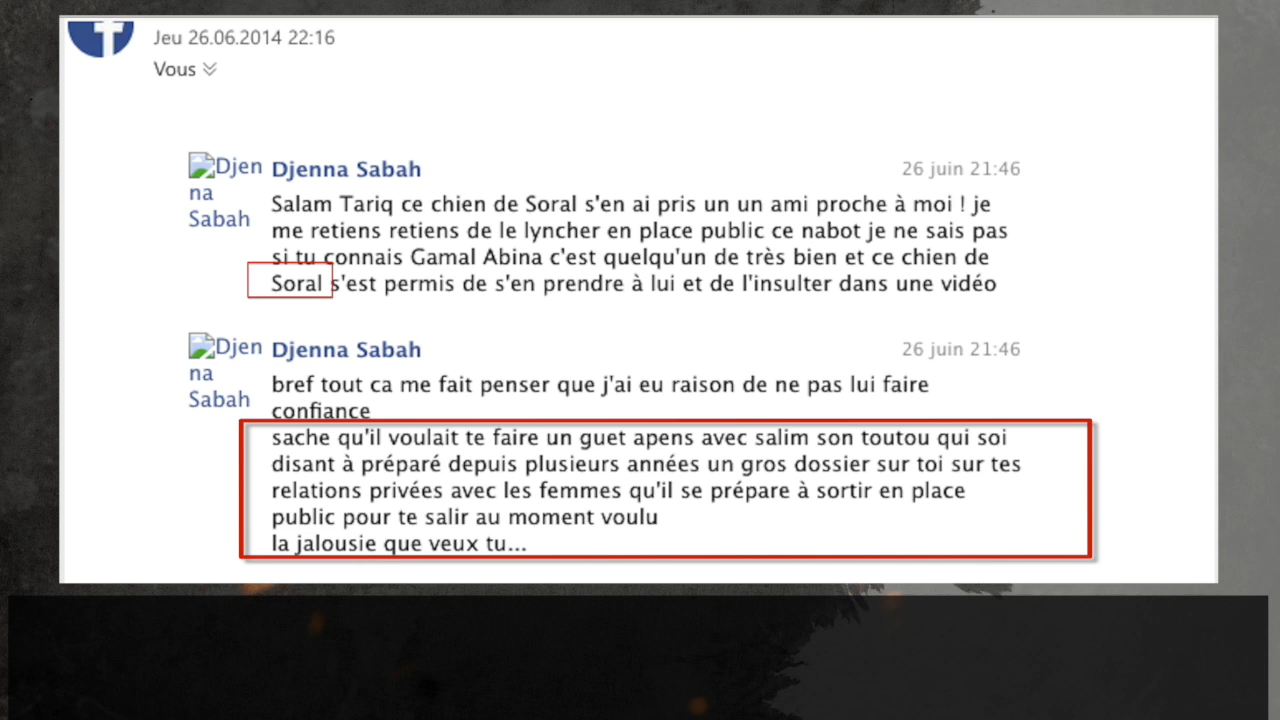 Jeu 26.06.2014 22:16
Vous
Djenna Sabah
Djenna Sabah 26 juin 21:46
Salam Tariq ce chien de Soral s'en ai pris un un ami proche à moi ! je
me retiens retiens de le lyncher en place public ce nabot je ne sais pas
si tu connais Gamal Abina c'est quelqu'un de très bien et ce chien de
Soral s'est permis de s'en prendre à lui et de l'insulter dans une vidéo
Djenna Sabah
Djenna Sabah 26 juin 21:46
bref tout ca me fait penser que j'ai eu raison de ne pas lui faire
confiance
sache qu'il voulait te faire un guet apens avec salim son toutou qui soi
disant à préparé depuis plusieurs années un gros dossier sur toi sur tes
relations privées avec les femmes qu'il se prépare à sortir en place
public pour te salir au moment voulu
la jalousie que veux tu...